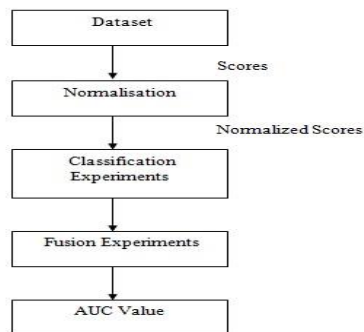 Dataset
Scores
Normalisation
Normalized Scores
Classification
Experiments
Fusion Experiments
AUC Value